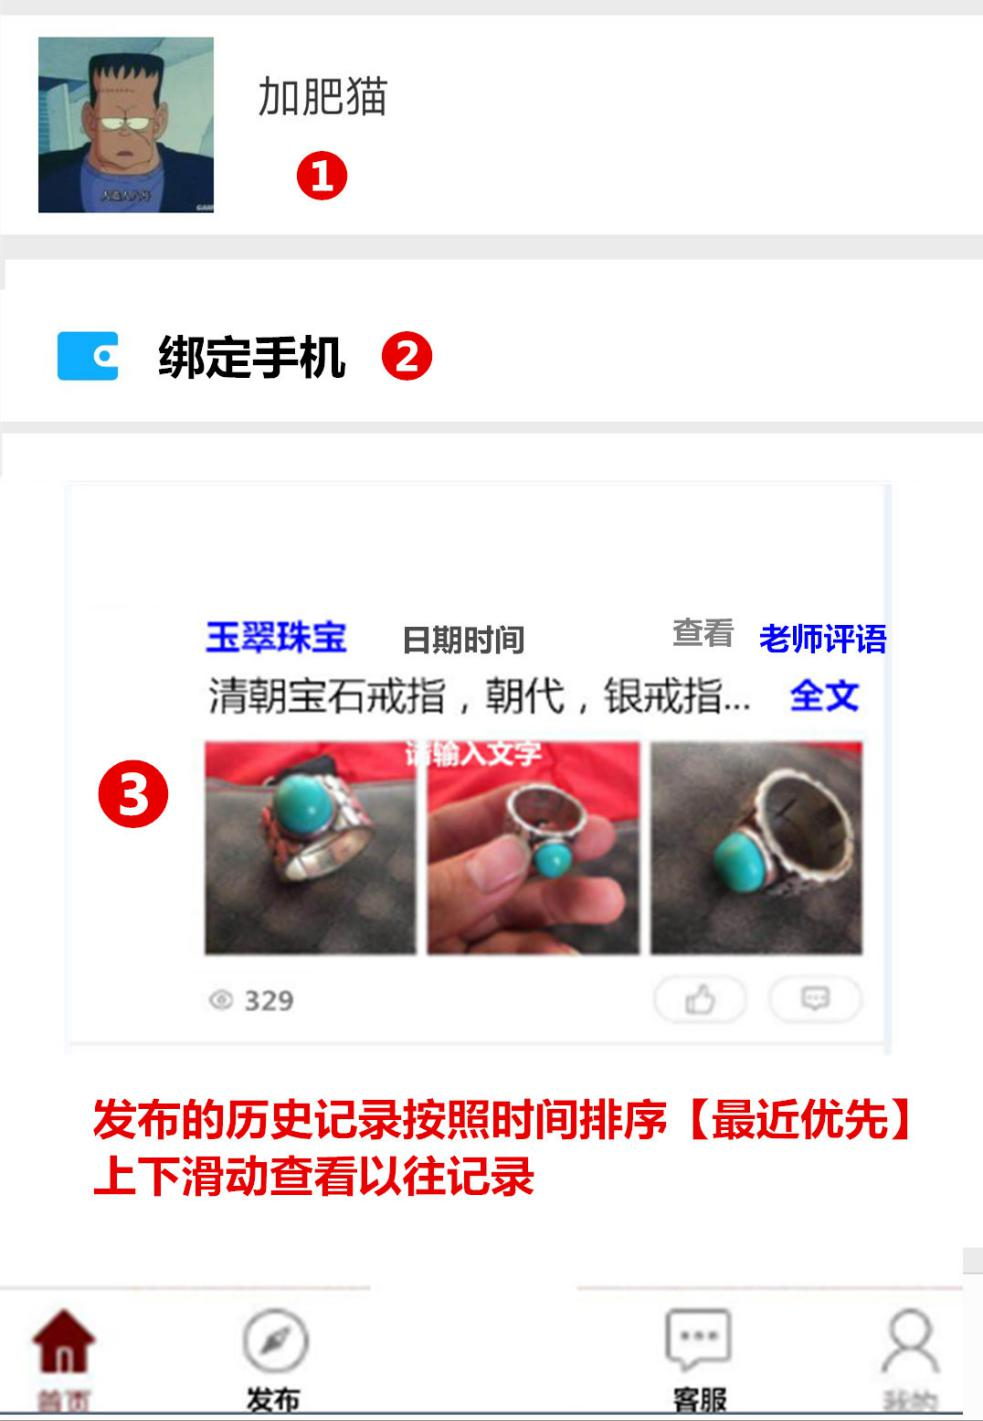 加肥猫
1
绑定手机 2
玉翠珠宝 日期时间 查看 老师评语
清朝宝石戒指，朝代，银戒指... 全文
请输入文字
3
329
发布的历史记录按照时间排序【最近优先】
上下滑动查看以往记录
首页 发布 客服 我的